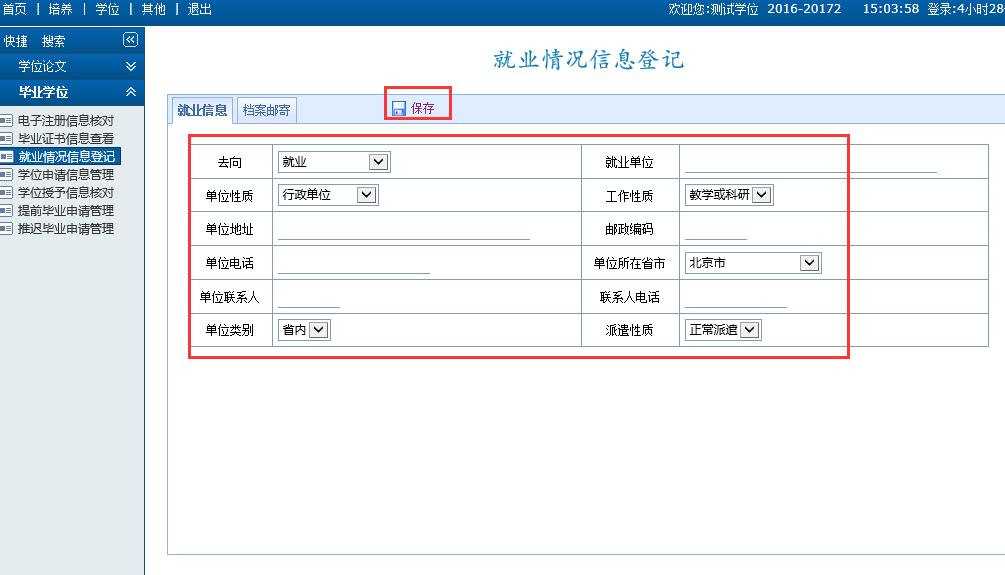 首页 | 培养 | 学位 | 其他 | 退出 欢迎您:测试学位 2016-20172 15:03:58 登录:4小时28
快捷 搜索
学位论文
毕业学位
电子注册信息核对
毕业证书信息查看
就业情况信息登记
学位申请信息管理
学位授予信息核对
提前毕业申请管理
推迟毕业申请管理
就业情况信息登记
就业信息 档案邮寄 保存
去向 就业 就业单位
单位性质 行政单位 工作性质 教学或科研
单位地址 邮政编码
单位电话 单位所在省市 北京市
单位联系人 联系人电话
单位类别 省内 派遣性质 正常派遣